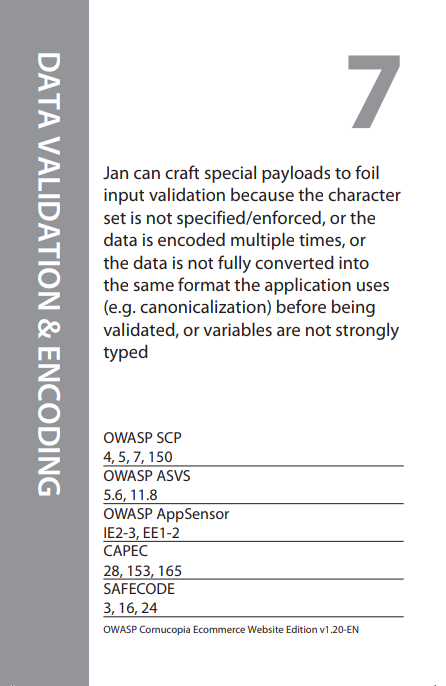 DATA VALIDATION & ENCODING
7
Jan can craft special payloads to foil
input validation because the character
set is not specified/enforced, or the
data is encoded multiple times, or
the data is not fully converted into
the same format the application uses
(e.g. canonicalization) before being
validated, or variables are not strongly
typed
OWASP SCP
4, 5, 7, 150
OWASP ASVS
5.6, 11.8
OWASP AppSensor
IE2-3, EE1-2
CAPEC
28, 153, 165
SAFECODE
3, 16, 24
OWASP Cornucopia Ecommerce Website Edition v1.20-EN